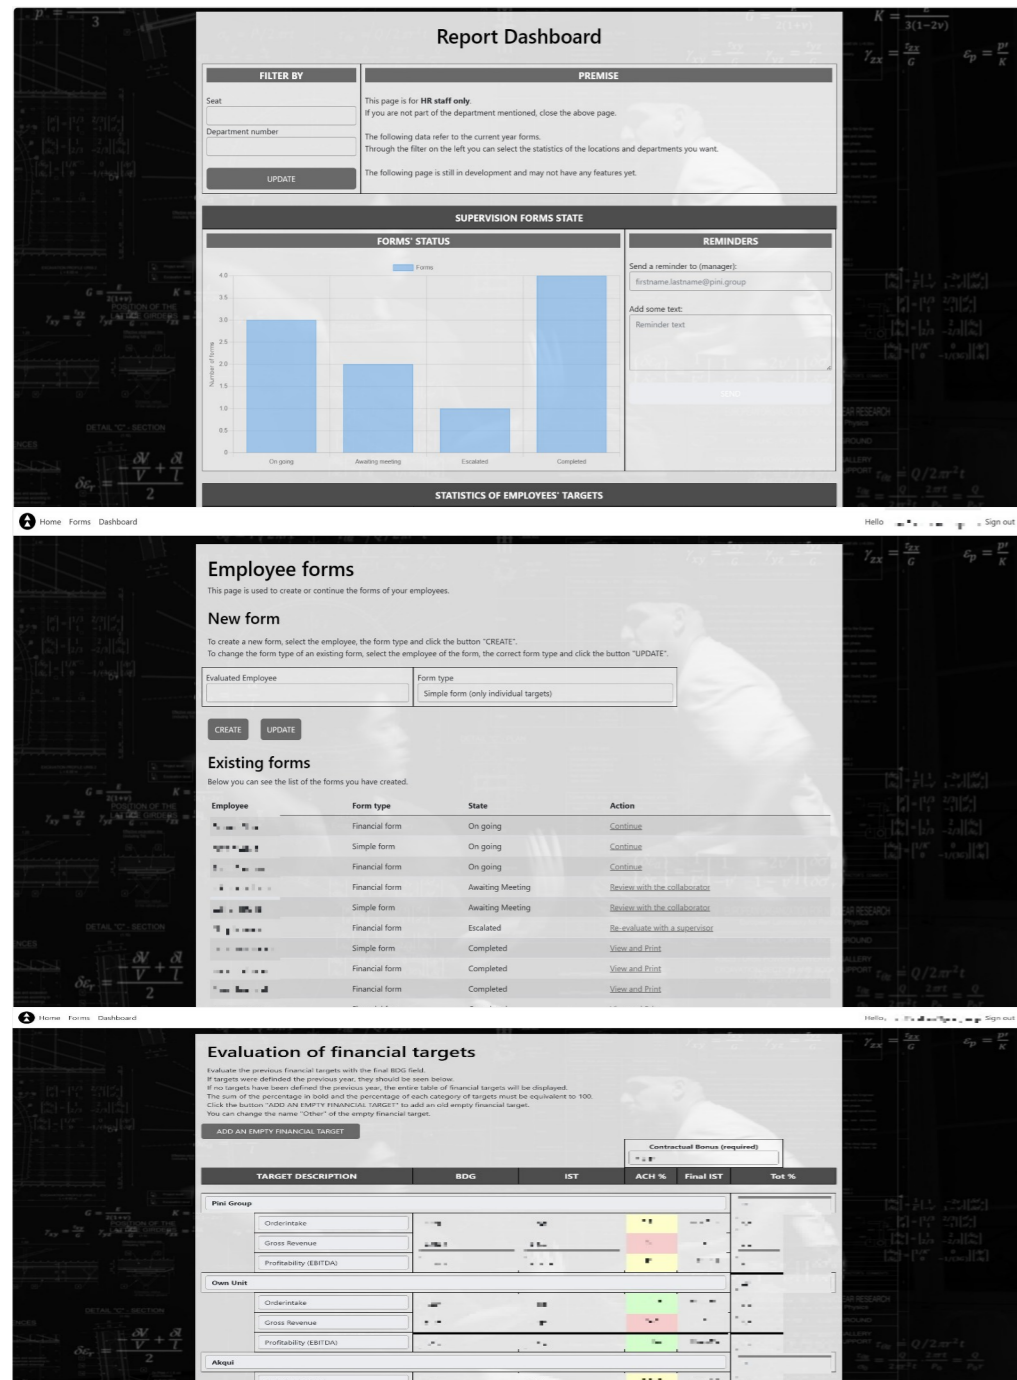 Report Dashboard
FILTER BY
Seat
Department number
UPDATE
PREMISE
This page is for HR staff only.
If you are not part of the department mentioned, close the above page.
The following data refer to the current year forms.
Through the filter on the left you can select the statistics of the locations and departments you want.
The following page is still in development and may not have any features yet.
SUPERVISION FORMS STATE
FORMS' STATUS
Forms
Number of forms
4.0
3.5
3.0
2.5
2.0
1.5
1.0
0.5
0
On going Awaiting meeting Escalated Completed
REMINDERS
Send a reminder to (manager):
firstname.lastname@pini.group
Add some text:
Reminder text
SEND
STATISTICS OF EMPLOYEES' TARGETS
Home Forms Dashboard Hello Sign out
Employee forms
This page is used to create or continue the forms of your employees.
New form
To create a new form, select the employee, the form type and click the button "CREATE".
To change the form type of an existing form, select the employee of the form, the correct form type and click the button "UPDATE".
Evaluated Employee
Form type
Simple form (only individual targets)
CREATE UPDATE
Existing forms
Below you can see the list of the forms you have created.
Employee Form type State Action
Financial form On going Continue
Simple form On going Continue
Financial form On going Continue
Financial form Awaiting Meeting Review with the collaborator
Simple form Awaiting Meeting Review with the collaborator
Financial form Escalated Re-evaluate with a supervisor
Simple form Completed View and Print
Financial form Completed View and Print
Financial form Completed View and Print
Home Forms Dashboard Hello, Sign out
Evaluation of financial targets
Evaluate the previous financial targets with the final BDG field.
If targets were definded the previous year, they should be seen below.
If no targets have been defined the previous year, the entire table of financial targets will be displayed.
The sum of the percentage in bold and the percentage of each category of targets must be equivalent to 100.
Click the button "ADD AN EMPTY FINANCIAL TARGET" to add an old empty financial target.
You can change the name "Other" of the empty financial target.
ADD AN EMPTY FINANCIAL TARGET
Contractual Bonus (required)
TARGET DESCRIPTION BDG IST ACH % Final IST Tot %
Pini Group
Orderintake
Gross Revenue
Profitability (EBITDA)
Own Unit
Orderintake
Gross Revenue
Profitability (EBITDA)
Akqui